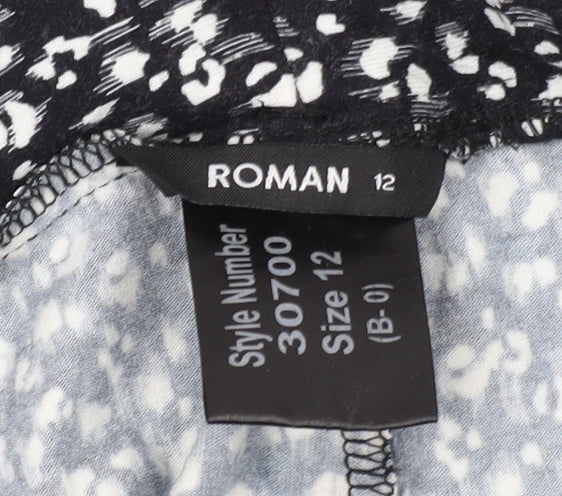 ROMAN 12
Style Number
30700
Size 12
(B-0)